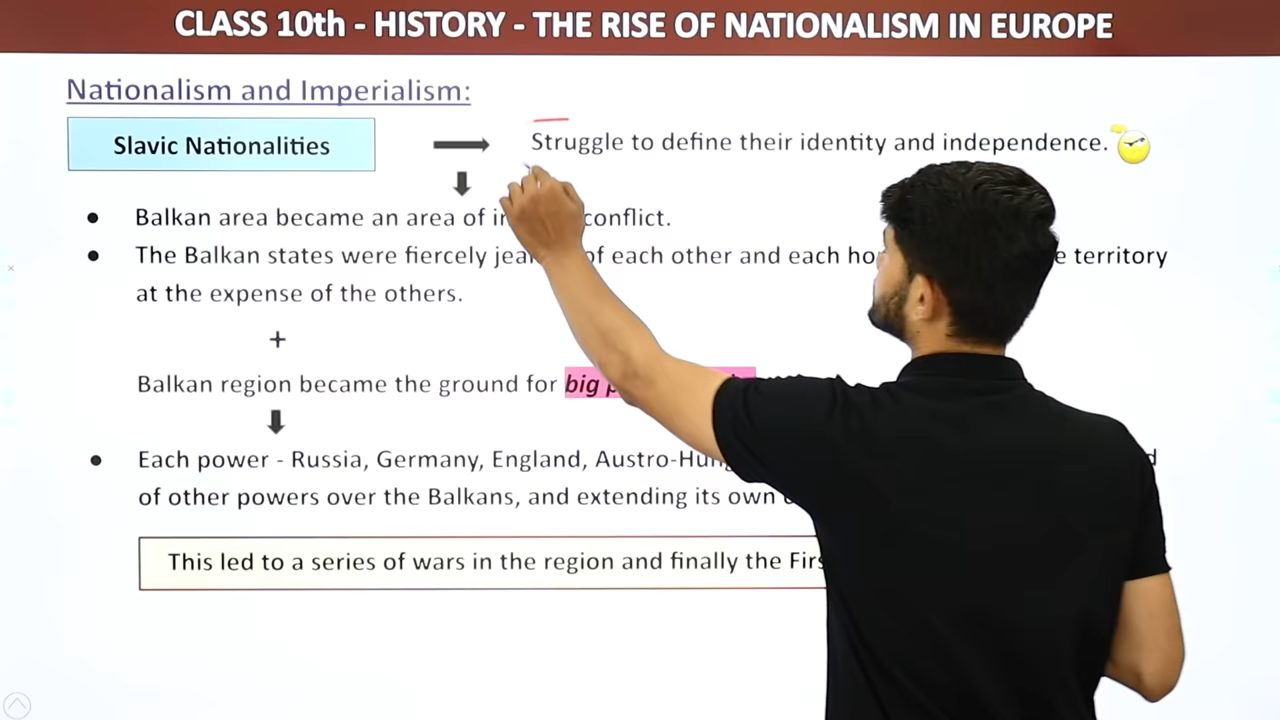 CLASS 10th - HISTORY - THE RISE OF NATIONALISM IN EUROPE
Nationalism and Imperialism:
Slavic Nationalities
Struggle to define their identity and independence.
Balkan area became an area of conflict.
The Balkan states were fiercely of each other and each territory
at the expense of the others.
+
Balkan region became the ground for big
Each power - Russia, Germany, England,
of other powers over the Balkans, and extending its own
This led to a series of wars in the region and finally the